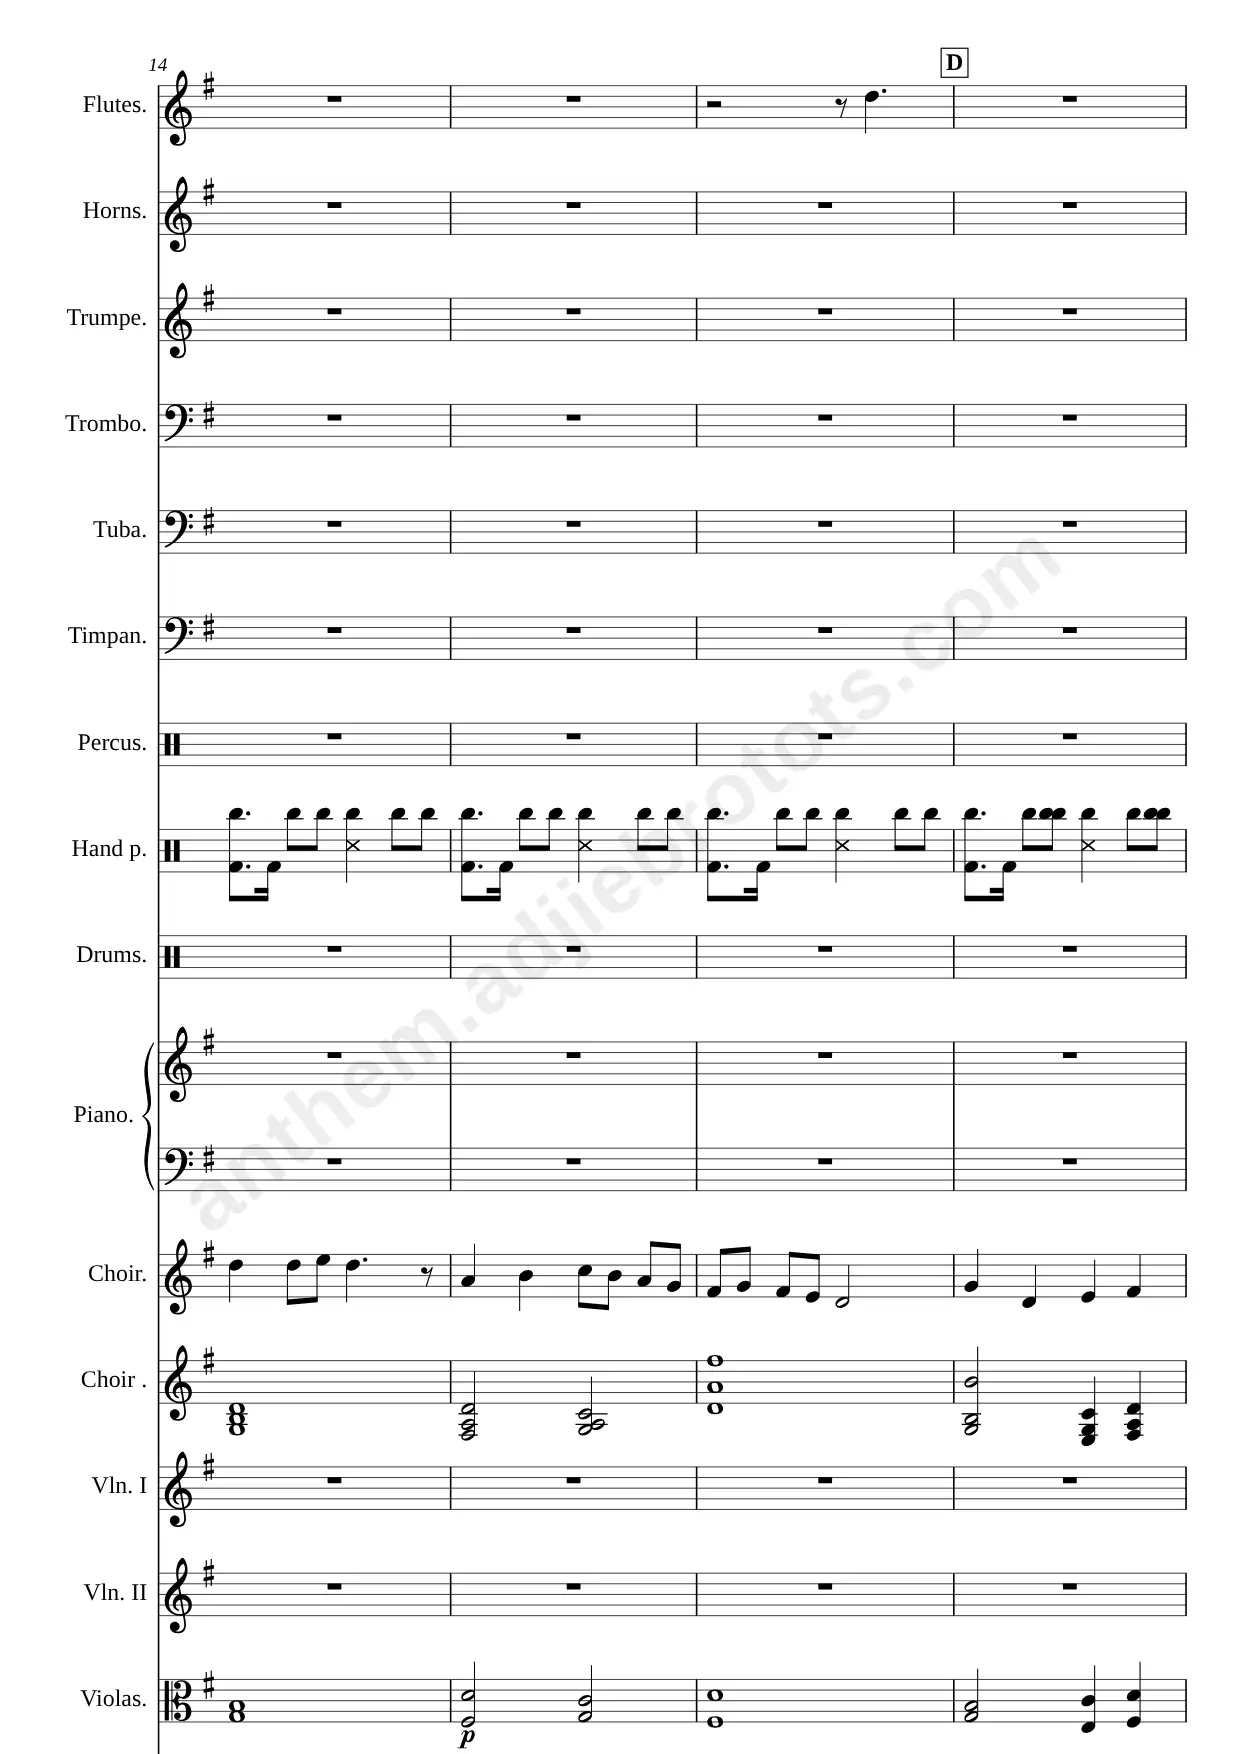 14
D
Flutes.
Horns.
Trumpe.
Trombo.
Tuba.
Timpan.
Percus.
Hand p.
Drums.
Piano.
Choir.
Choir .
Vln. I
Vln. II
Violas.
p
anthem.adjiebrotots.com